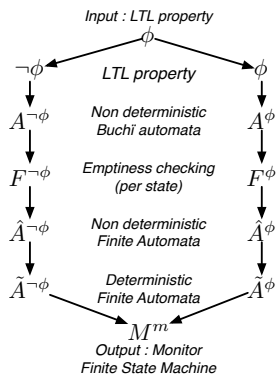 Input : LTL property
ϕ
¬ϕ LTL property ϕ
A^¬ϕ Non deterministic A^ϕ
Buchï automata
F^¬ϕ Emptiness checking F^ϕ
(per state)
Â^¬ϕ Non deterministic Â^ϕ
Finite Automata
Ã^¬ϕ Deterministic Ã^ϕ
Finite Automata
M^m
Output : Monitor
Finite State Machine